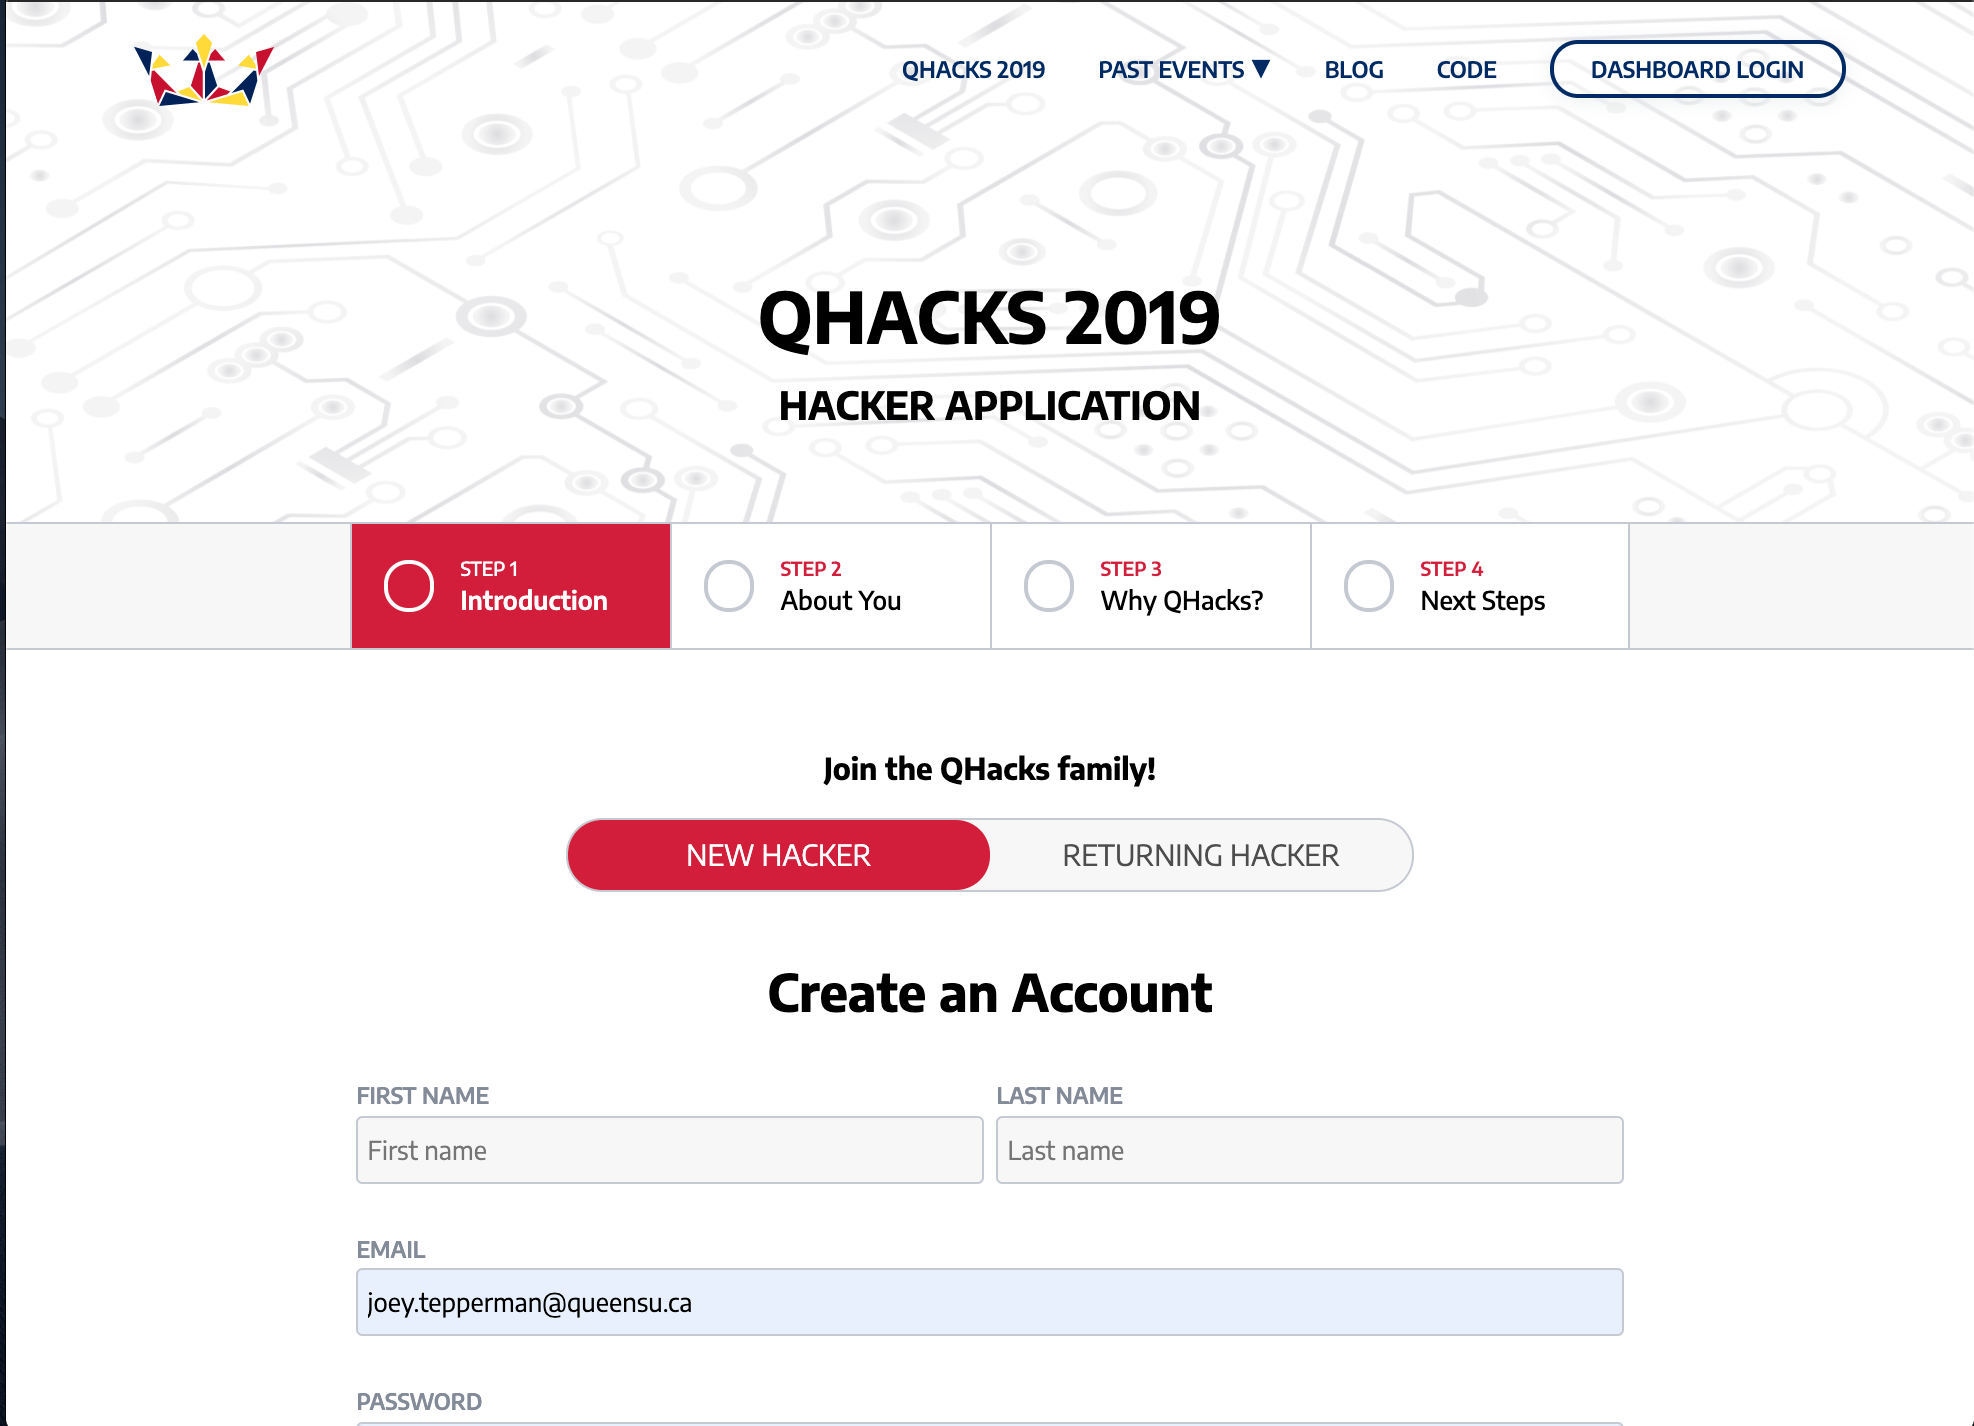 QHACKS 2019 PAST EVENTS ▼ BLOG CODE DASHBOARD LOGIN
QHACKS 2019
HACKER APPLICATION
STEP 1
Introduction
STEP 2
About You
STEP 3
Why QHacks?
STEP 4
Next Steps
Join the QHacks family!
NEW HACKER RETURNING HACKER
Create an Account
FIRST NAME LAST NAME
First name Last name
EMAIL
joey.tepperman@queensu.ca
PASSWORD